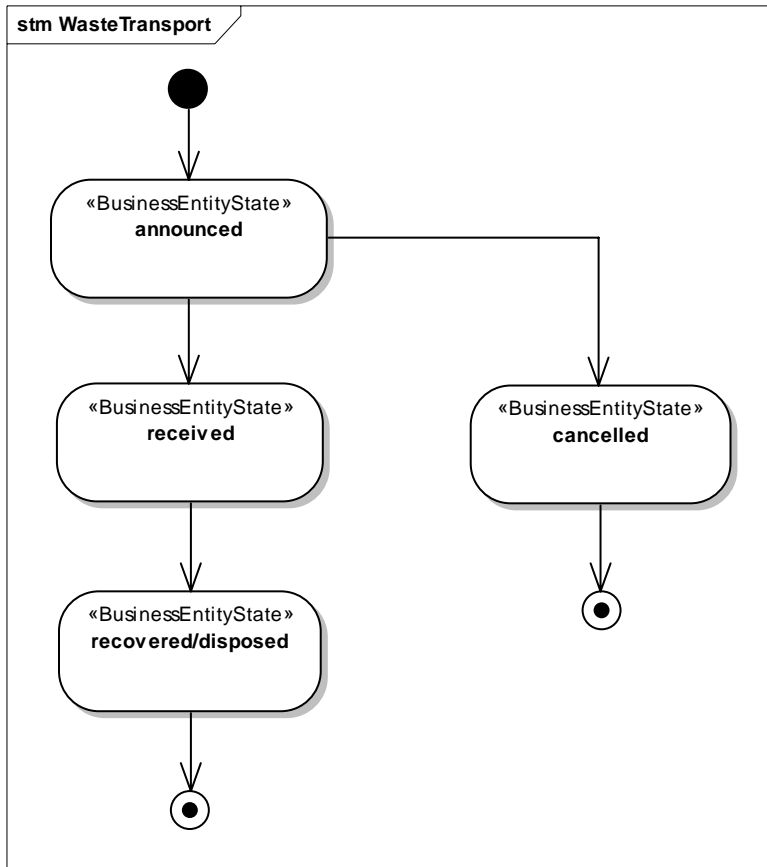 stm WasteTransport
«BusinessEntityState»
announced
«BusinessEntityState»
received
«BusinessEntityState»
cancelled
«BusinessEntityState»
recovered/disposed